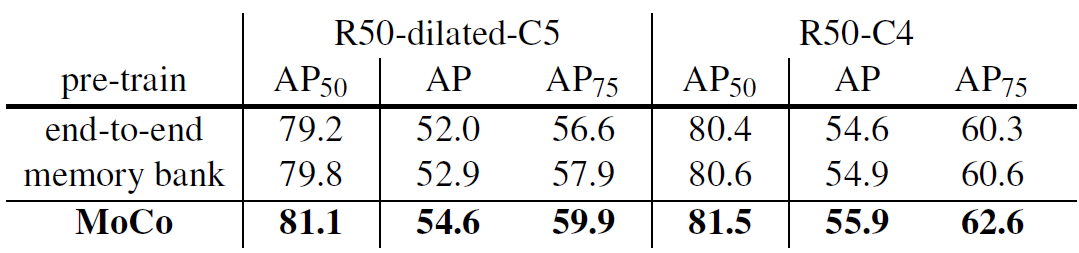 R50-dilated-C5 R50-C4
pre-train AP50 AP AP75 AP50 AP AP75
end-to-end 79.2 52.0 56.6 80.4 54.6 60.3
memory bank 79.8 52.9 57.9 80.6 54.9 60.6
MoCo 81.1 54.6 59.9 81.5 55.9 62.6